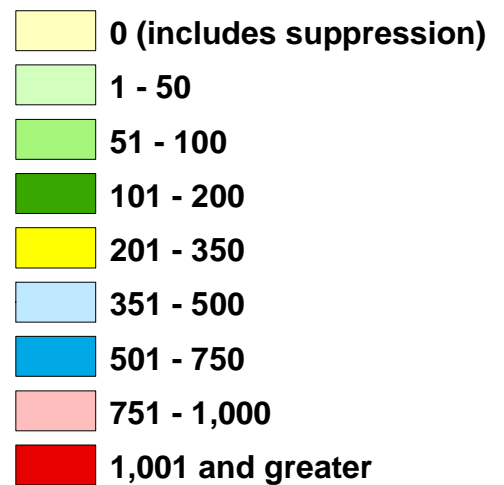 0 (includes suppression)
1 - 50
51 - 100
101 - 200
201 - 350
351 - 500
501 - 750
751 - 1,000
1,001 and greater